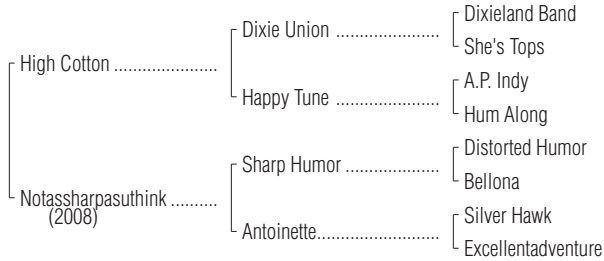 Dixieland Band
Dixie Union ....................
She's Tops
High Cotton ....................
A.P. Indy
Happy Tune ....................
Hum Along
Distorted Humor
Sharp Humor ...................
Bellona
Notassharpasuthink ..........
(2008)
Silver Hawk
Antoinette........................
Excellentadventure